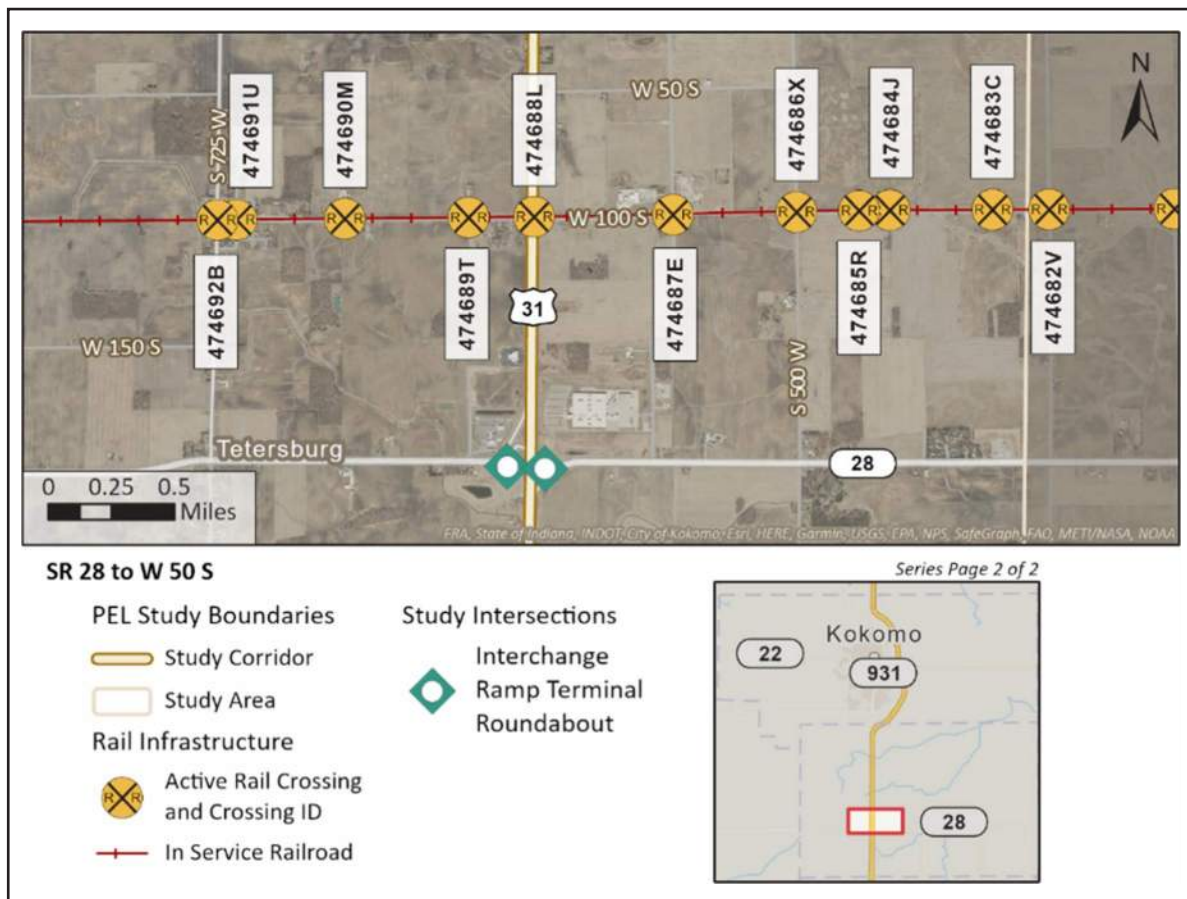 N
W 50 S
S 725 W
474691U
474690M
474688L
474686X
474684J
474683C
W 100 S
474692B
474689T
474687E
474685R
474682V
31
W 150 S
S 500 W
Tetersburg
28
0 0.25 0.5
Miles
FRA, State of Indiana, INDOT, City of Kokomo, Esri, HERE, Garmin, USGS, EPA, NPS, SafeGraph, FAO, METI/NASA, NOAA
SR 28 to W 50 S
Series Page 2 of 2
PEL Study Boundaries
Study Corridor
Study Area
Rail Infrastructure
Active Rail Crossing
and Crossing ID
In Service Railroad
Study Intersections
Interchange
Ramp Terminal
Roundabout
Kokomo
22
931
28